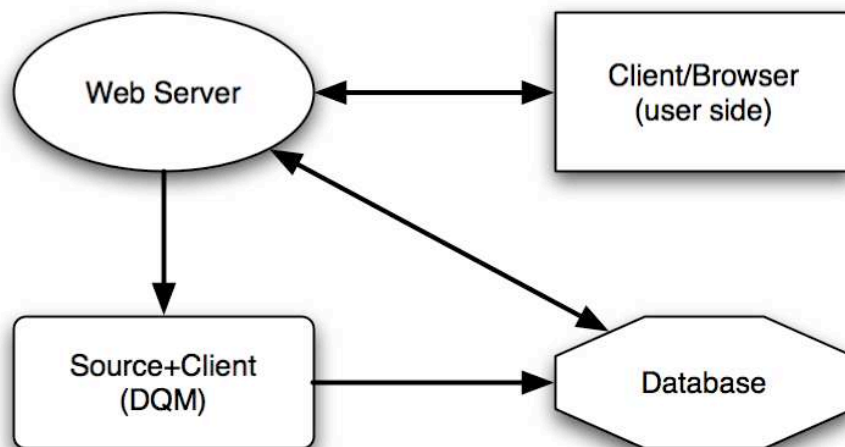 Web Server
Client/Browser
(user side)
Source+Client
(DQM)
Database